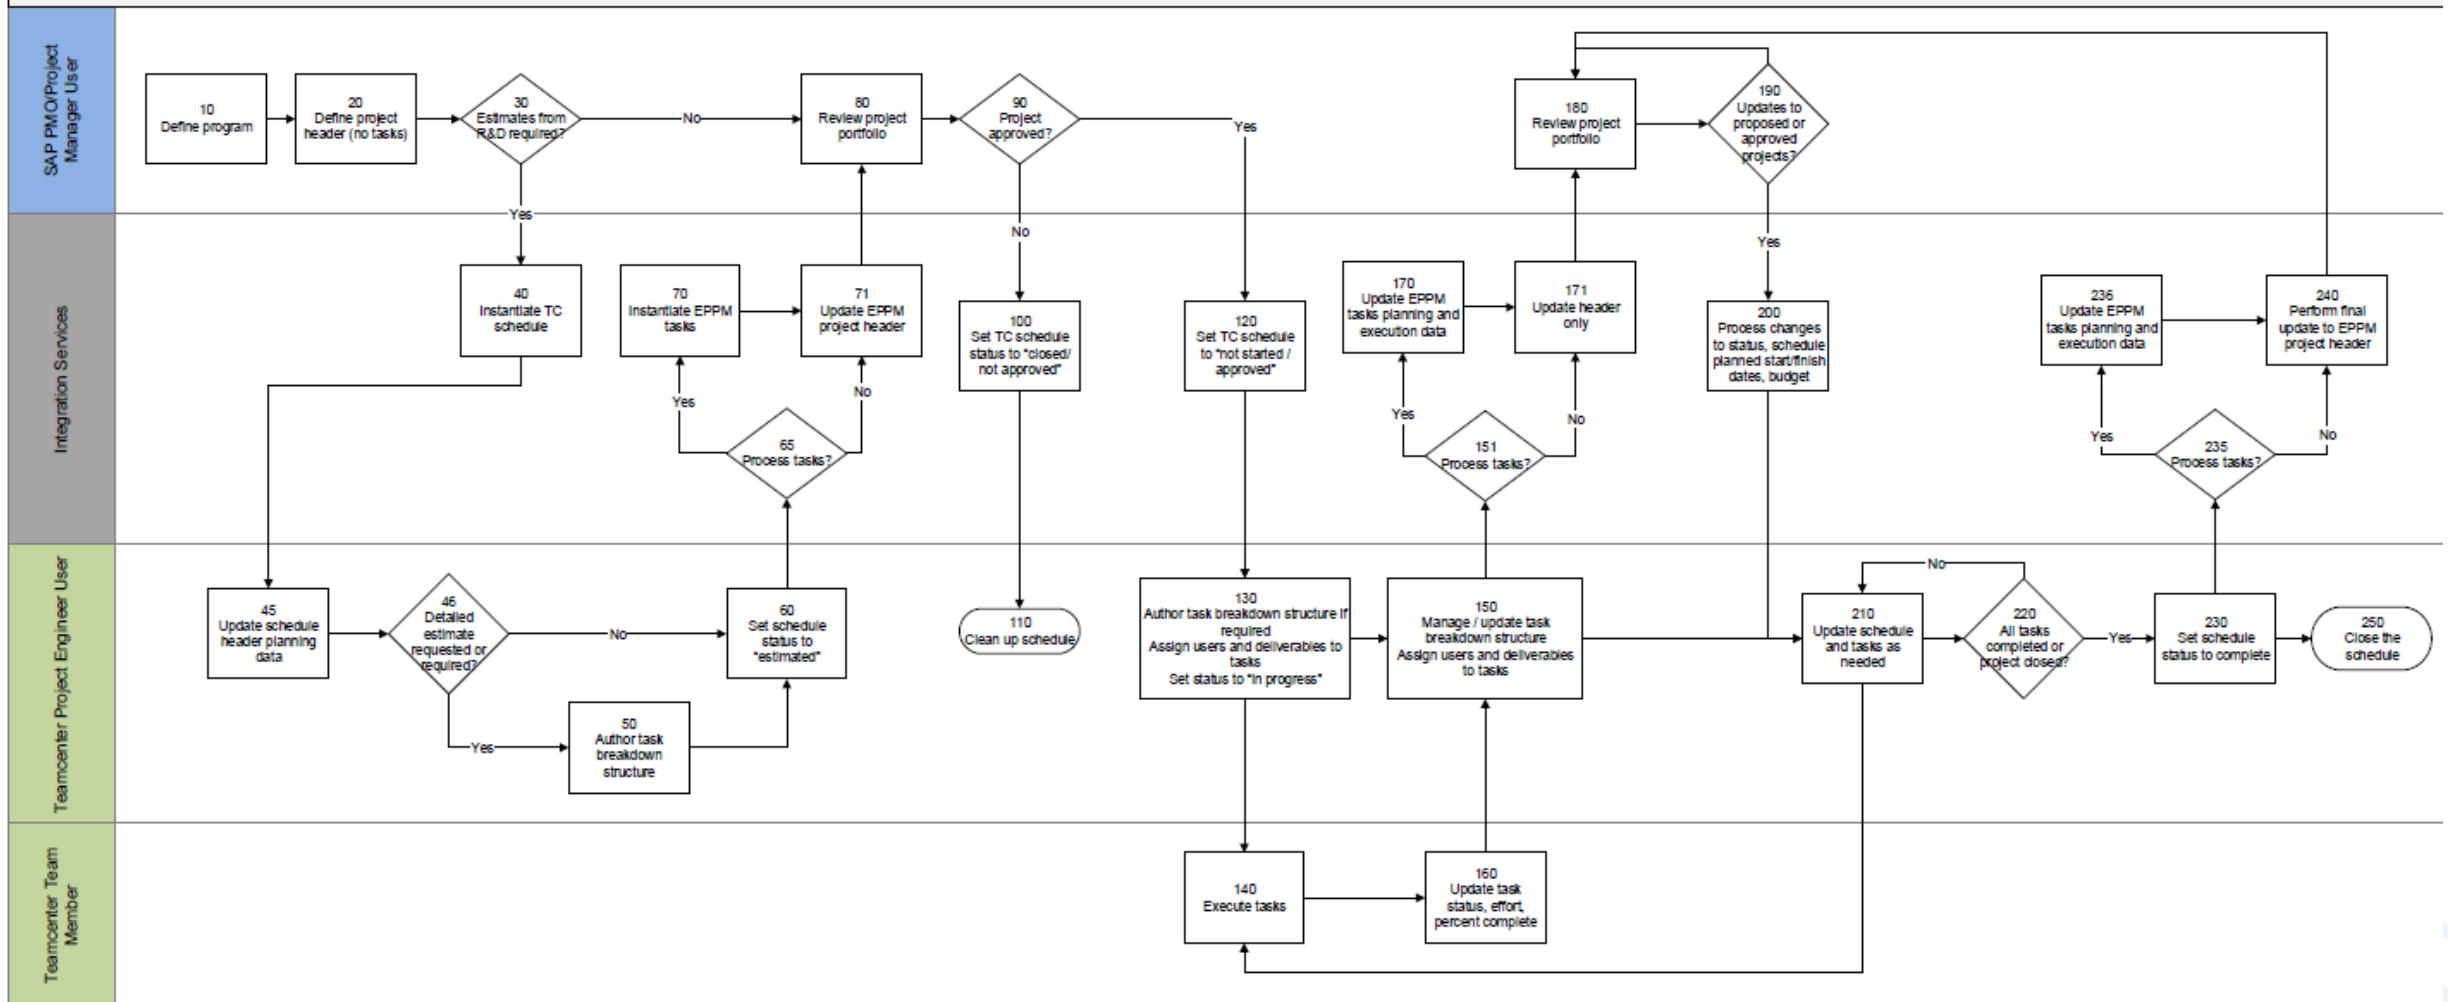 SAP PMO/Project
Manager User
10
Define program
20
Define project
header (no tasks)
30
Estimates from
R&D required?
No
Yes
80
Review project
portfolio
90
Project
approved?
Yes
No
180
Review project
portfolio
190
Updates to
proposed or
approved
projects?
Yes
Integration Services
40
Instantiate TC
schedule
70
Instantiate EPPM
tasks
71
Update EPPM
project header
Yes
No
65
Process tasks?
100
Set TC schedule
status to "closed/
not approved"
120
Set TC schedule
to "not started /
approved"
170
Update EPPM
tasks planning and
execution data
171
Update header
only
Yes
No
151
Process tasks?
200
Process changes
to status, schedule
planned start/finish
dates, budget
236
Update EPPM
tasks planning and
execution data
240
Perform final
update to EPPM
project header
Yes
No
235
Process tasks?
Teamcenter Project Engineer User
45
Update schedule
header planning
data
46
Detailed
estimate
requested or
required?
No
Yes
50
Author task
breakdown
structure
60
Set schedule
status to
"estimated"
110
Clean up schedule
130
Author task breakdown structure if
required
Assign users and deliverables to
tasks
Set status to "in progress"
150
Manage / update task
breakdown structure
Assign users and deliverables
to tasks
210
Update schedule
and tasks as
needed
No
220
All tasks
completed or
project closed?
Yes
230
Set schedule
status to complete
250
Close the
schedule
Teamcenter Team
Member
140
Execute tasks
160
Update task
status, effort,
percent complete